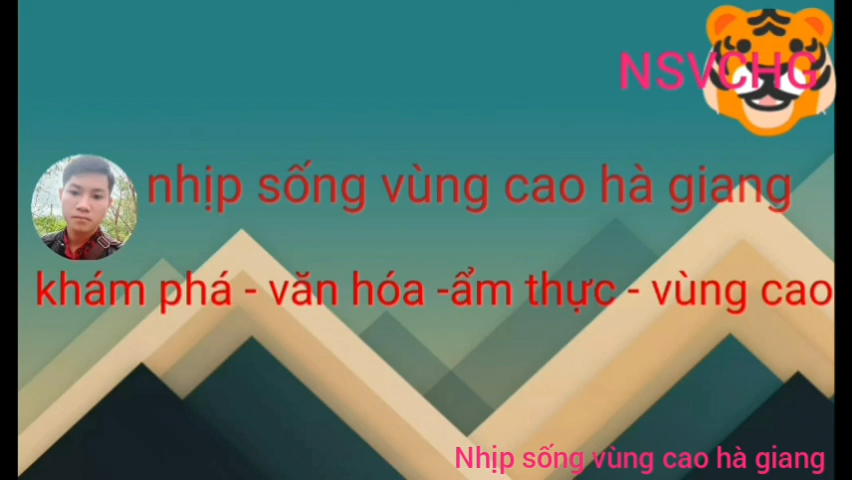 NSVCHG
nhịp sống vùng cao hà giang
khám phá - văn hóa -ẩm thực - vùng cao
Nhịp sống vùng cao hà giang